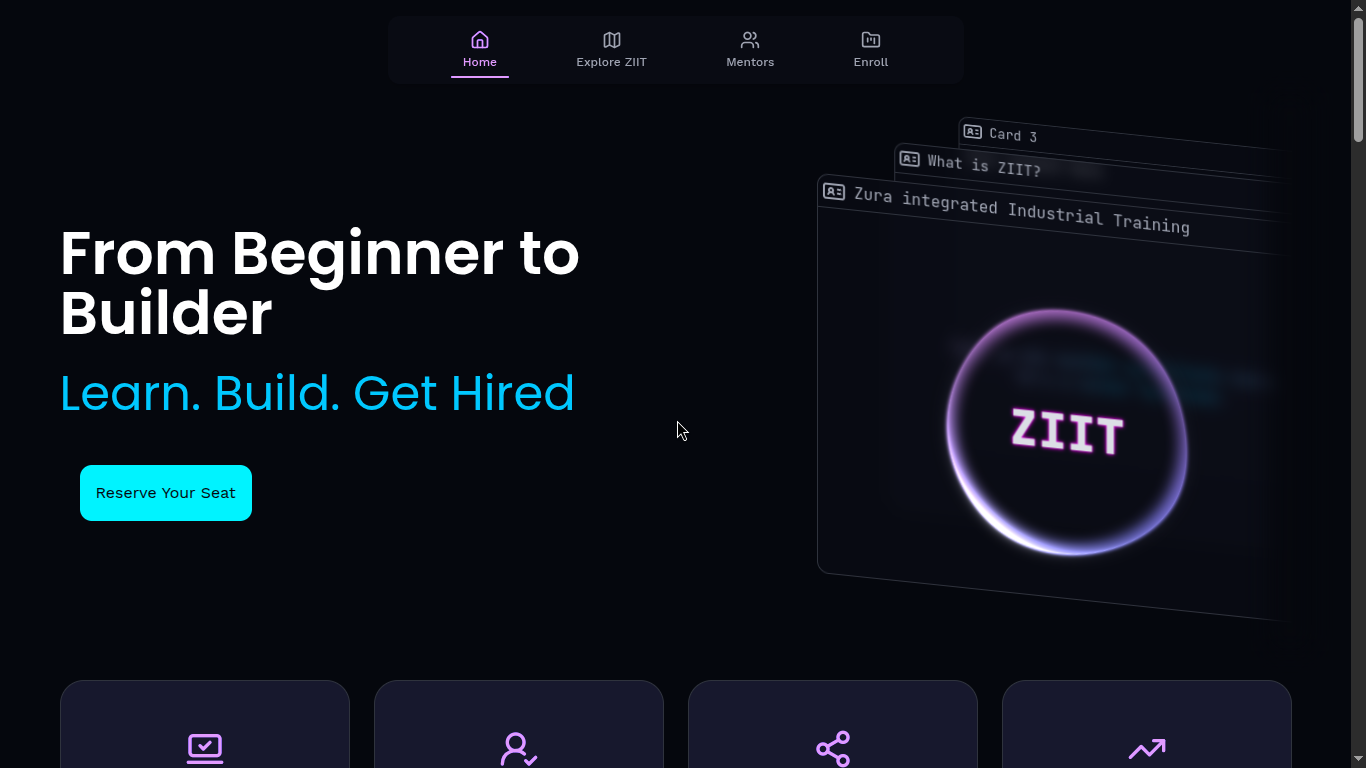 Home
Explore ZIIT
Mentors
Enroll
Card 3
What is ZIIT?
Zura integrated Industrial Training
From Beginner to
Builder
Learn. Build. Get Hired
ZIIT
Reserve Your Seat